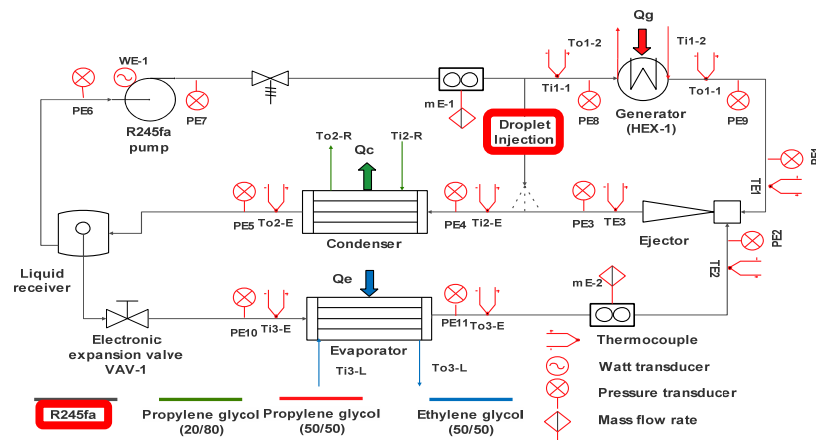 Qg
To1-2
Ti1-2
WE-1
PE6
R245fa
pump
PE7
mE-1
Ti1-1
PE8
Generator
(HEX-1)
To1-1
PE9
Droplet
Injection
To2-R
Ti2-R
Qc
PE1
TE1
PE5
To2-E
Condenser
PE4
Ti2-E
PE3
TE3
Ejector
PE2
TE2
Liquid
receiver
Qe
mE-2
PE10
Ti3-E
Evaporator
PE11
To3-E
Electronic
expansion valve
VAV-1
Ti3-L
To3-L
Thermocouple
Watt transducer
Pressure transducer
Mass flow rate
R245fa
Propylene glycol
(20/80)
Propylene glycol
(50/50)
Ethylene glycol
(50/50)